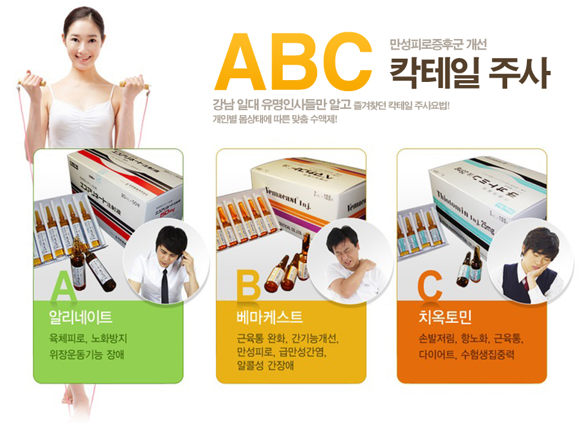 ABC
만성피로증후군 개선
칵테일 주사
강남 일대 유명인사들만 알고 즐겨찾던 칵테일 주사요법!
개인별 몸상태에 따른 맞춤 수액제!
A
알리네이트
육체피로, 노화방지
위장운동기능 장애
B
베마케스트
근육통 완화, 간기능개선,
만성피로, 급만성간염,
알콜성 간장애
C
치옥토민
손발저림, 항노화, 근육통,
다이어트, 수험생집중력
Vemacast Inj.
Thioctomin Inj. 25mg